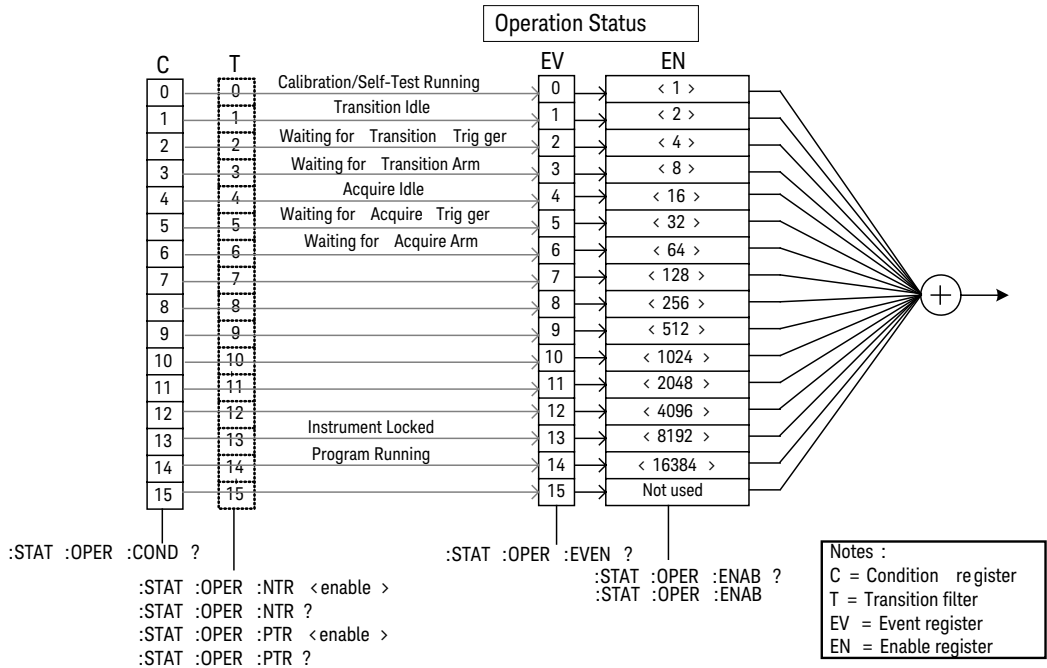 Operation Status
C T EV EN
0 0 Calibration/Self-Test Running 0 < 1 >
1 1 Transition Idle 1 < 2 >
2 2 Waiting for Transition Trig ger 2 < 4 >
3 3 Waiting for Transition Arm 3 < 8 >
4 4 Acquire Idle 4 < 16 >
5 5 Waiting for Acquire Trig ger 5 < 32 >
6 6 Waiting for Acquire Arm 6 < 64 >
7 7 7 < 128 >
8 8 8 < 256 >
9 9 9 < 512 >
10 10 10 < 1024 >
11 11 11 < 2048 >
12 12 12 < 4096 >
13 13 Instrument Locked 13 < 8192 >
14 14 Program Running 14 < 16384 >
15 15 15 Not used
:STAT :OPER :COND ?
:STAT :OPER :NTR < enable >
:STAT :OPER :NTR ?
:STAT :OPER :PTR < enable >
:STAT :OPER :PTR ?
:STAT :OPER :EVEN ?
:STAT :OPER :ENAB ?
:STAT :OPER :ENAB
Notes :
C = Condition re gister
T = Transition filter
EV = Event register
EN = Enable register